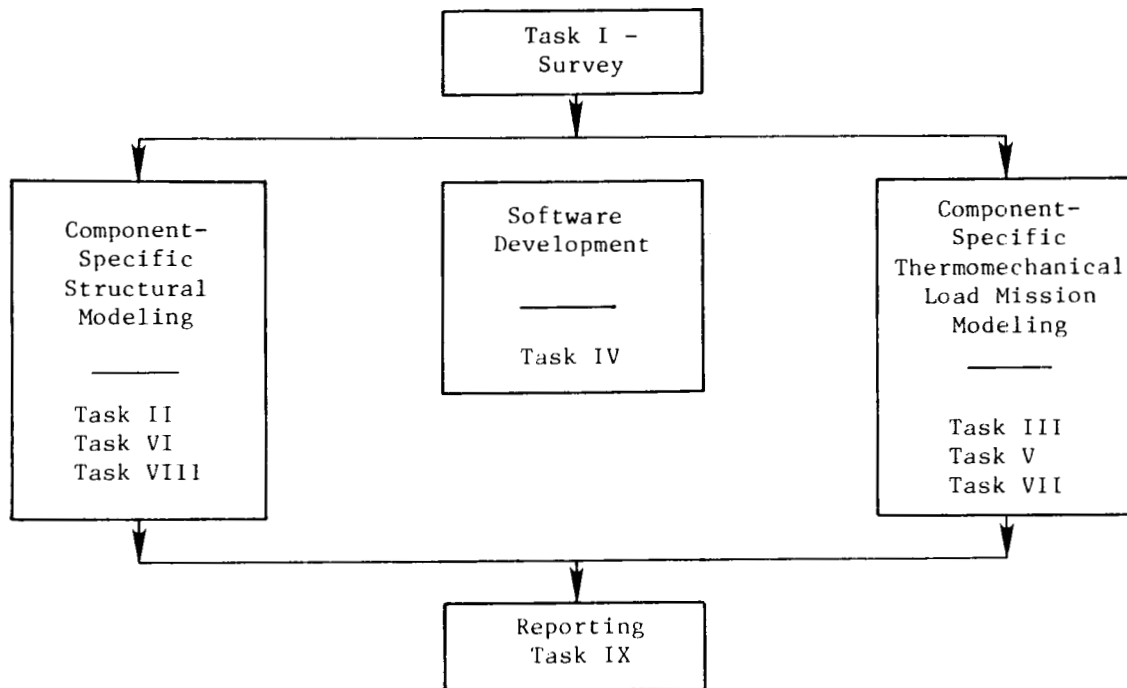 Task I –
Survey
Component-
Specific
Structural
Modeling
Task II
Task VI
Task VIII
Software
Development
Task IV
Component-
Specific
Thermomechanical
Load Mission
Modeling
Task III
Task V
Task VII
Reporting
Task IX